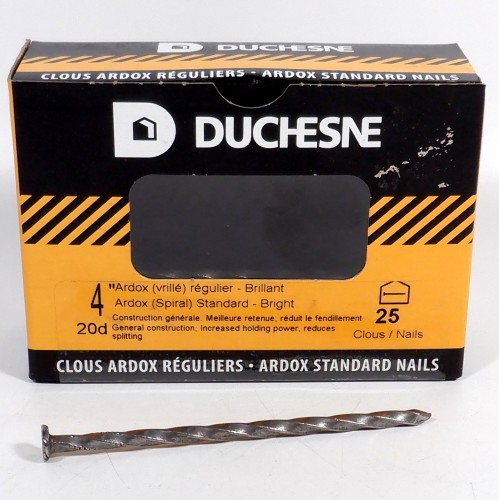 DUCHESNE
CLOUS ARDOX RÉGULIERS • ARDOX STANDARD NAILS
DUCHESNE
4" Ardox (vrillé) régulier - Brillant
Ardox (Spiral) Standard - Bright
20d
Construction générale. Meilleure retenue, réduit le fendillement
General construction, Increased holding power, reduces
splitting
25
Clous / Nails
CLOUS ARDOX RÉGULIERS • ARDOX STANDARD NAILS